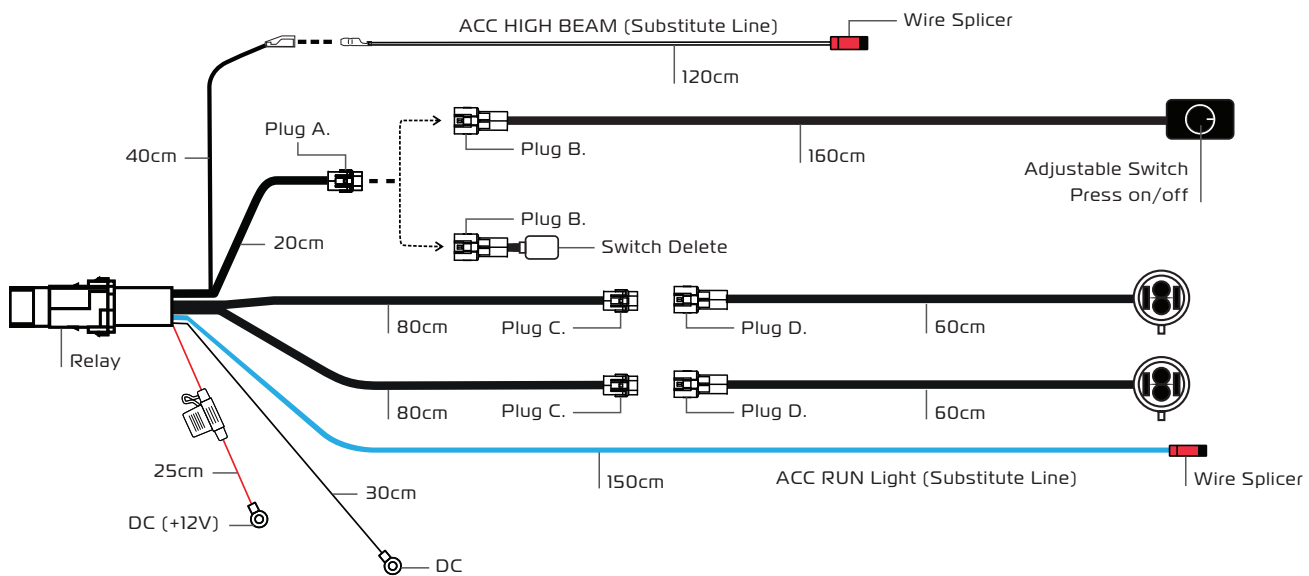 ACC HIGH BEAM (Substitute Line)
Wire Splicer
120cm
Plug A.
40cm
Plug B.
160cm
Adjustable Switch
Press on/off
Plug B.
Switch Delete
20cm
80cm
Plug C.
Plug D.
60cm
Relay
80cm
Plug C.
Plug D.
60cm
25cm
30cm
150cm
ACC RUN Light (Substitute Line)
Wire Splicer
DC (+12V)
DC